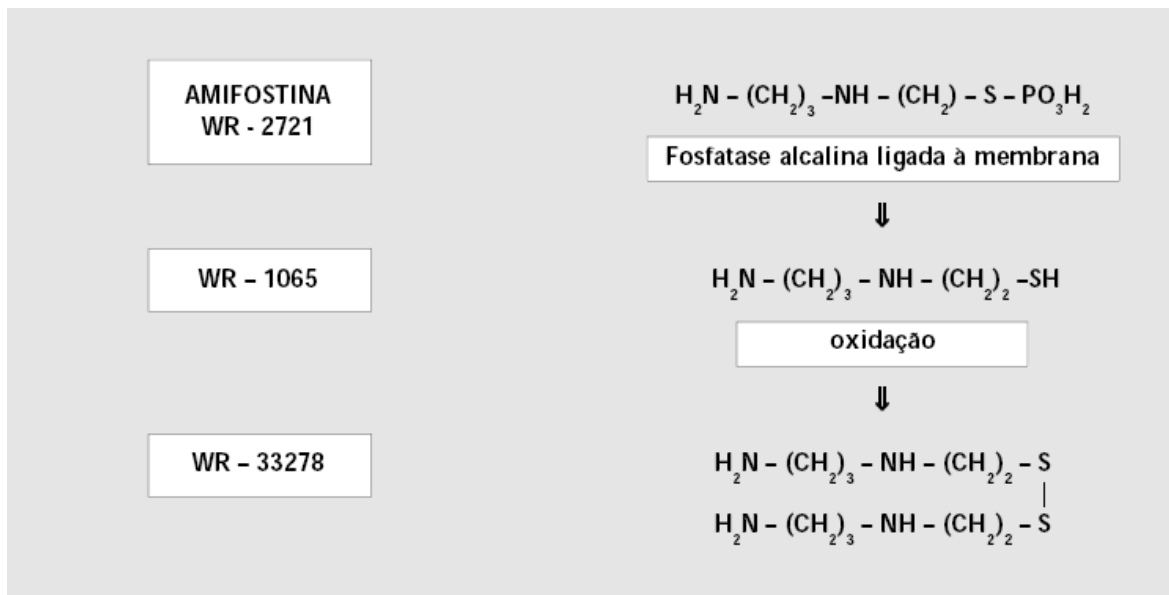 AMIFOSTINA
WR - 2721
H₂N – (CH₂)₃ –NH – (CH₂) – S – PO₃H₂
Fosfatase alcalina ligada à membrana
⇓
WR – 1065
H₂N – (CH₂)₃ – NH – (CH₂)₂ –SH
oxidação
⇓
WR – 33278
H₂N – (CH₂)₃ – NH – (CH₂)₂ – S
|
H₂N – (CH₂)₃ – NH – (CH₂)₂ – S